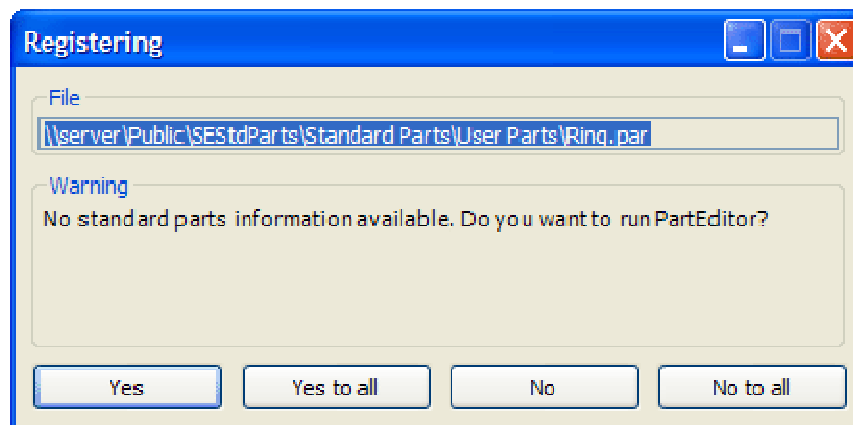 Registering
File
\\server\Public\SEStdParts\Standard Parts\User Parts\Ring.par
Warning
No standard parts information available. Do you want to run PartEditor?
Yes
Yes to all
No
No to all